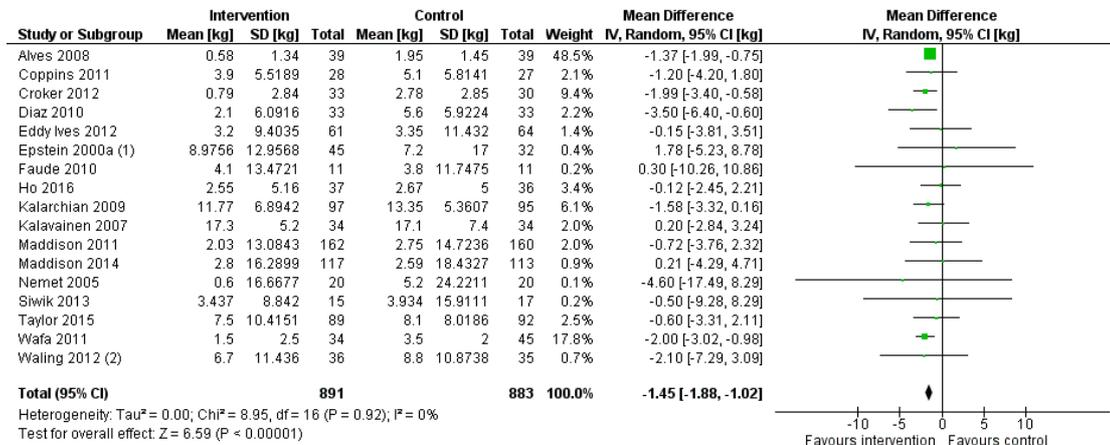 Intervention Control Mean Difference Mean Difference
Study or Subgroup Mean [kg] SD [kg] Total Mean [kg] SD [kg] Total Weight IV, Random, 95% CI [kg] IV, Random, 95% CI [kg]
Alves 2008 0.58 1.34 39 1.95 1.45 39 48.5% -1.37 [-1.99, -0.75]
Coppins 2011 3.9 5.5189 28 5.1 5.8141 27 2.1% -1.20 [-4.20, 1.80]
Croker 2012 0.79 2.84 33 2.78 2.85 30 9.4% -1.99 [-3.40, -0.58]
Diaz 2010 2.1 6.0916 33 5.6 5.9224 33 2.2% -3.50 [-6.40, -0.60]
Eddy Ives 2012 3.2 9.4035 61 3.35 11.432 64 1.4% -0.15 [-3.81, 3.51]
Epstein 2000a (1) 8.9756 12.9568 45 7.2 17 32 0.4% 1.78 [-5.23, 8.78]
Faude 2010 4.1 13.4721 11 3.8 11.7475 11 0.2% 0.30 [-10.26, 10.86]
Ho 2016 2.55 5.16 37 2.67 5 36 3.4% -0.12 [-2.45, 2.21]
Kalarchian 2009 11.77 6.8942 97 13.35 5.3607 95 6.1% -1.58 [-3.32, 0.16]
Kalavainen 2007 17.3 5.2 34 17.1 7.4 34 2.0% 0.20 [-2.84, 3.24]
Maddison 2011 2.03 13.0843 162 2.75 14.7236 160 2.0% -0.72 [-3.76, 2.32]
Maddison 2014 2.8 16.2899 117 2.59 18.4327 113 0.9% 0.21 [-4.29, 4.71]
Nemet 2005 0.6 16.6677 20 5.2 24.2211 20 0.1% -4.60 [-17.49, 8.29]
Siwik 2013 3.437 8.842 15 3.934 15.9111 17 0.2% -0.50 [-9.28, 8.29]
Taylor 2015 7.5 10.4151 89 8.1 8.0186 92 2.5% -0.60 [-3.31, 2.11]
Wafa 2011 1.5 2.5 34 3.5 2 45 17.8% -2.00 [-3.02, -0.98]
Waling 2012 (2) 6.7 11.436 36 8.8 10.8738 35 0.7% -2.10 [-7.29, 3.09]
Total (95% CI) 891 883 100.0% -1.45 [-1.88, -1.02]
Heterogeneity: Tau² = 0.00; Chi² = 8.95, df = 16 (P = 0.92); I² = 0%
Test for overall effect: Z = 6.59 (P < 0.00001)
-10 -5 0 5 10
Favours intervention Favours control